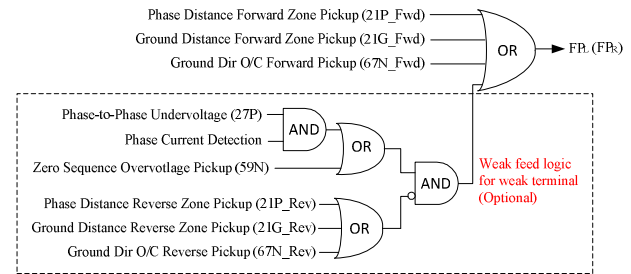 Phase Distance Forward Zone Pickup (21P_Fwd)
Ground Distance Forward Zone Pickup (21G_Fwd)
Ground Dir O/C Forward Pickup (67N_Fwd)
OR
FPL (FPR)
Phase-to-Phase Undervoltage (27P)
Phase Current Detection
AND
Zero Sequence Overvotlage Pickup (59N)
OR
Phase Distance Reverse Zone Pickup (21P_Rev)
Ground Distance Reverse Zone Pickup (21G_Rev)
Ground Dir O/C Reverse Pickup (67N_Rev)
OR
AND
Weak feed logic
for weak terminal
(Optional)